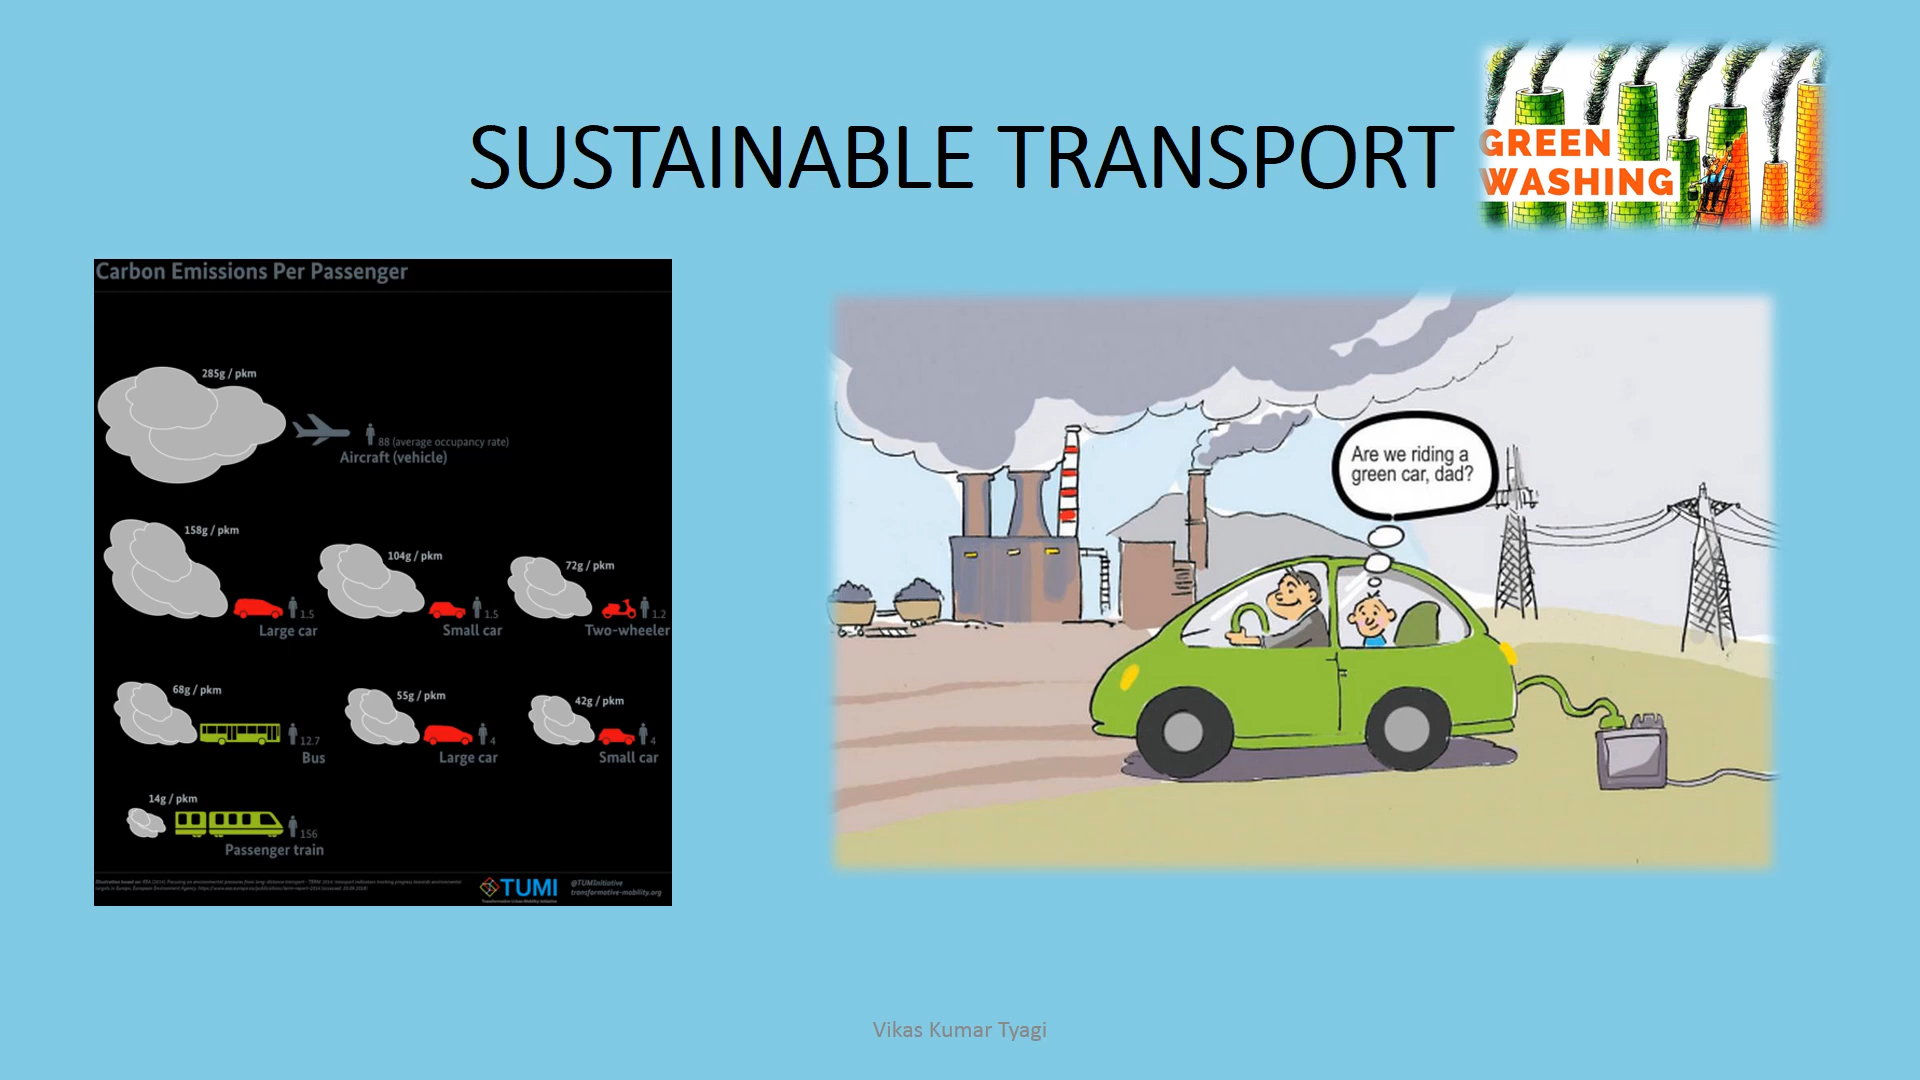 SUSTAINABLE TRANSPORT
GREEN
WASHING
Carbon Emissions Per Passenger
285g / pkm
88 (average occupancy rate)
Aircraft (vehicle)
158g / pkm
1.5
Large car
104g / pkm
1.5
Small car
72g / pkm
1.2
Two-wheeler
68g / pkm
12.7
Bus
55g / pkm
4
Large car
42g / pkm
4
Small car
14g / pkm
156
Passenger train
TUMI
@TUMInitiative
transformative-mobility.org
Are we riding a
green car, dad?
Vikas Kumar Tyagi